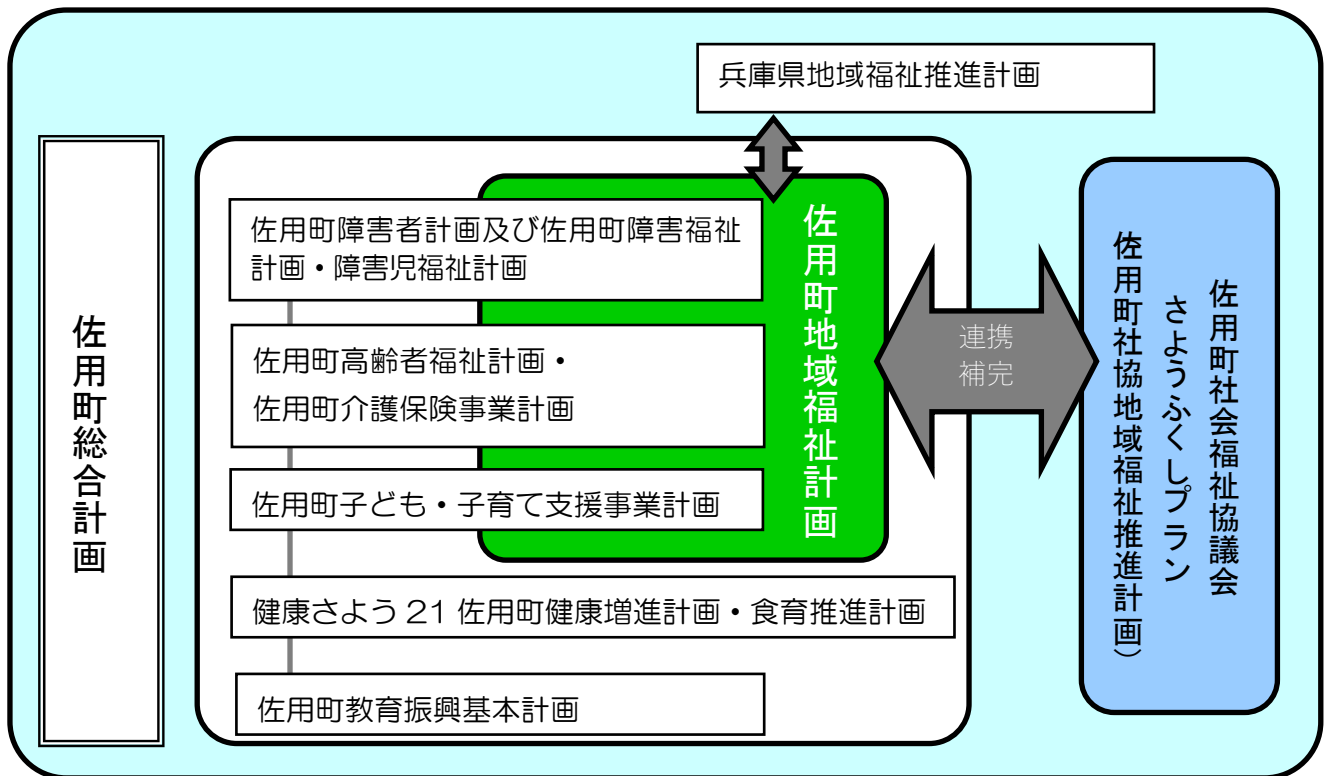 兵庫県地域福祉推進計画
佐用町総合計画
佐用町障害者計画及び佐用町障害福祉
計画・障害児福祉計画
佐用町高齢者福祉計画・
佐用町介護保険事業計画
佐用町子ども・子育て支援事業計画
健康さよう 21 佐用町健康増進計画・食育推進計画
佐用町教育振興基本計画
佐用町地域福祉計画
連携
補完
佐用町社会福祉協議会
さようふくしプラン
佐用町社協地域福祉推進計画）